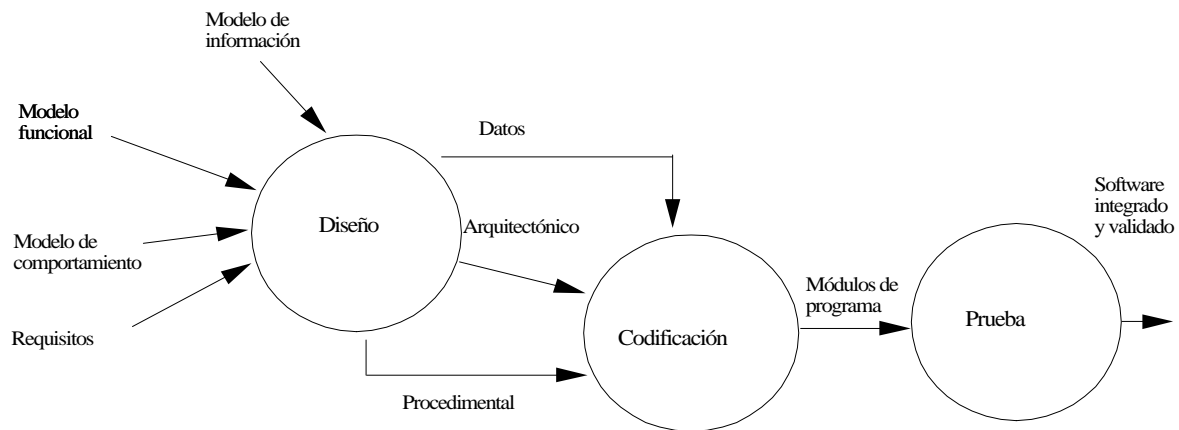 Modelo de
información
Modelo
funcional
Datos
Software
integrado
y validado
Diseño
Arquitectónico
Modelo de
comportamiento
Módulos de
programa
Requisitos
Codificación
Prueba
Procedimental